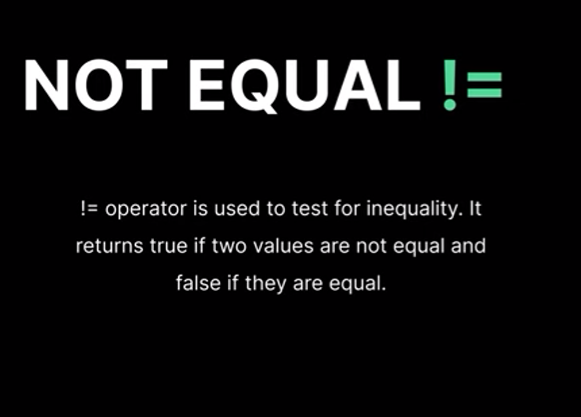 NOT EQUAL !=
!= operator is used to test for inequality. It
returns true if two values are not equal and
false if they are equal.